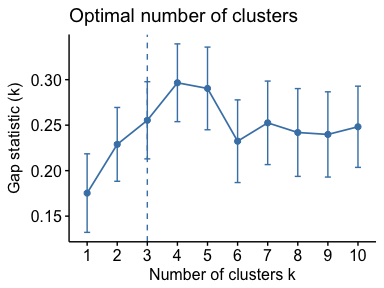 Optimal number of clusters
Gap statistic (k)
0.30
0.25
0.20
0.15
1 2 3 4 5 6 7 8 9 10
Number of clusters k